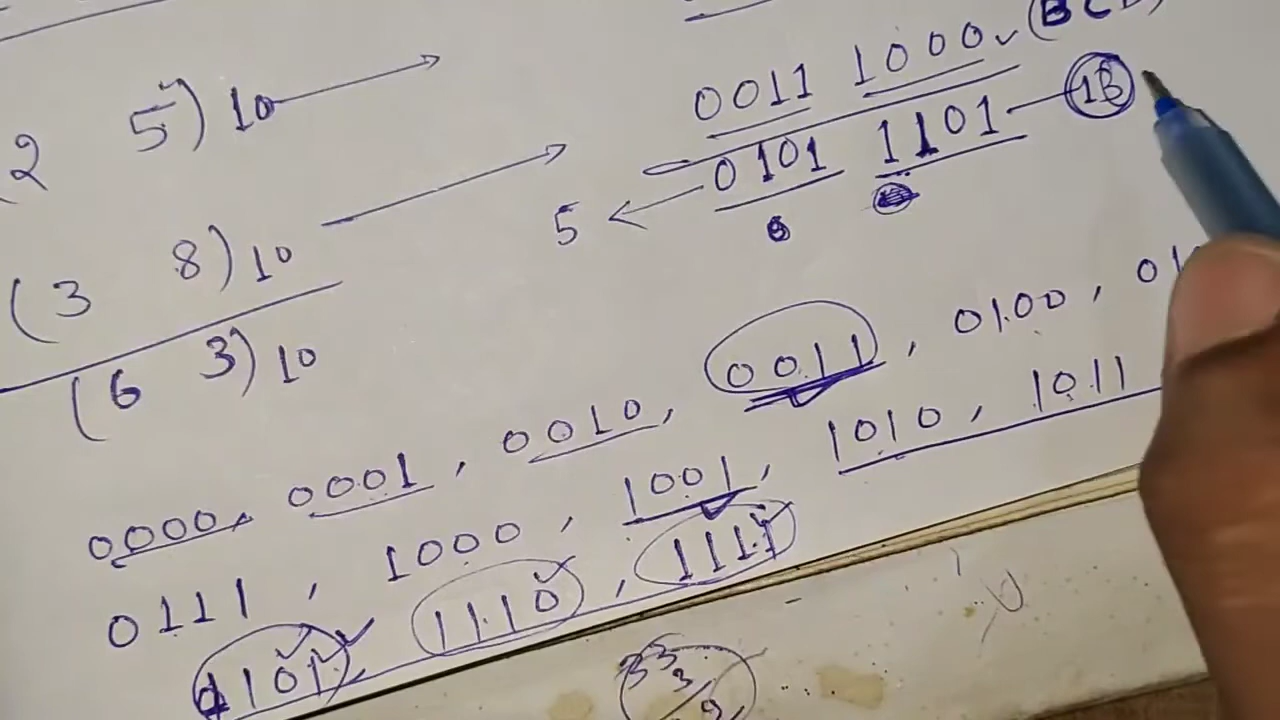 2 5)10
0011 1000 (BCD)
(3 8)10
0101 1101 13
5
(6 3)10
0000, 0001, 0010, 0011, 0100,
0111, 1000, 1001, 1010, 1011
1101, 1110, 1111